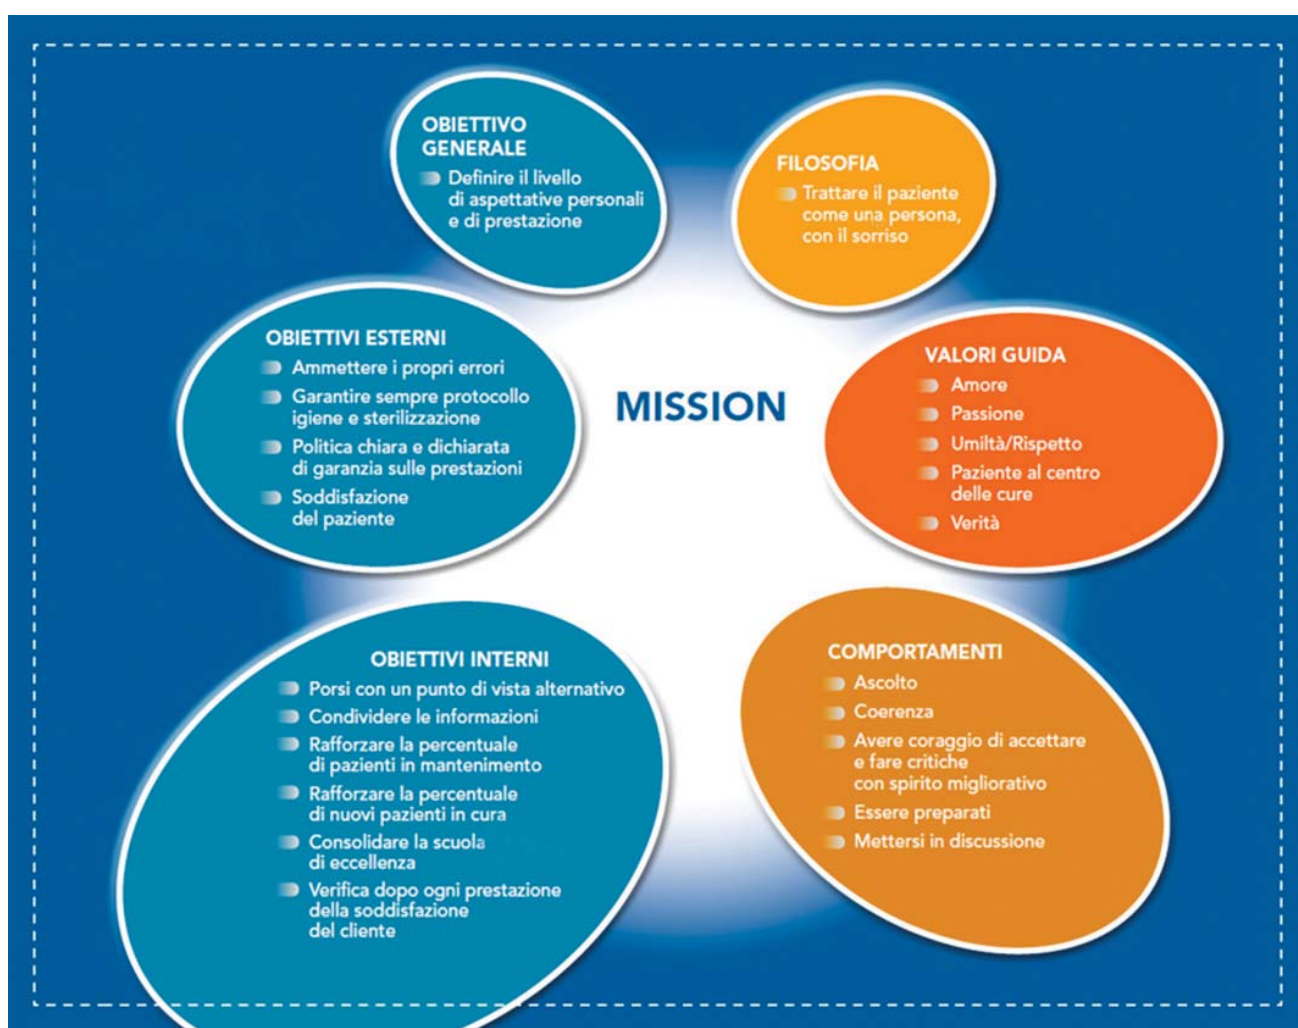 OBIETTIVO
GENERALE
Definire il livello
di aspettative personali
e di prestazione
FILOSOFIA
Trattare il paziente
come una persona,
con il sorriso
OBIETTIVI ESTERNI
Ammettere i propri errori
Garantire sempre protocollo
igiene e sterilizzazione
Politica chiara e dichiarata
di garanzia sulle prestazioni
Soddisfazione
del paziente
MISSION
VALORI GUIDA
Amore
Passione
Umiltà/Rispetto
Paziente al centro
delle cure
Verità
OBIETTIVI INTERNI
Porsi con un punto di vista alternativo
Condividere le informazioni
Rafforzare la percentuale
di pazienti in mantenimento
Rafforzare la percentuale
di nuovi pazienti in cura
Consolidare la scuola
di eccellenza
Verifica dopo ogni prestazione
della soddisfazione
del cliente
COMPORTAMENTI
Ascolto
Coerenza
Avere coraggio di accettare
e fare critiche
con spirito migliorativo
Essere preparati
Mettersi in discussione